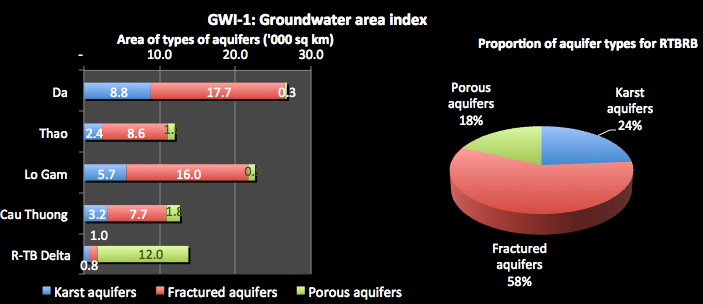 GWI-1: Groundwater area index
Area of types of aquifers ('000 sq km)
- 10.0 20.0 30.0
Da 8.8 17.7 0.3
Thao 2.4 8.6
Lo Gam 5.7 16.0
Cau Thuong 3.2 7.7 1.8
1.0
R-TB Delta 12.0
0.8
Karst aquifers Fractured aquifers Porous aquifers
Proportion of aquifer types for RTBRB
Porous
aquifers
18%
Karst
aquifers
24%
Fractured
aquifers
58%